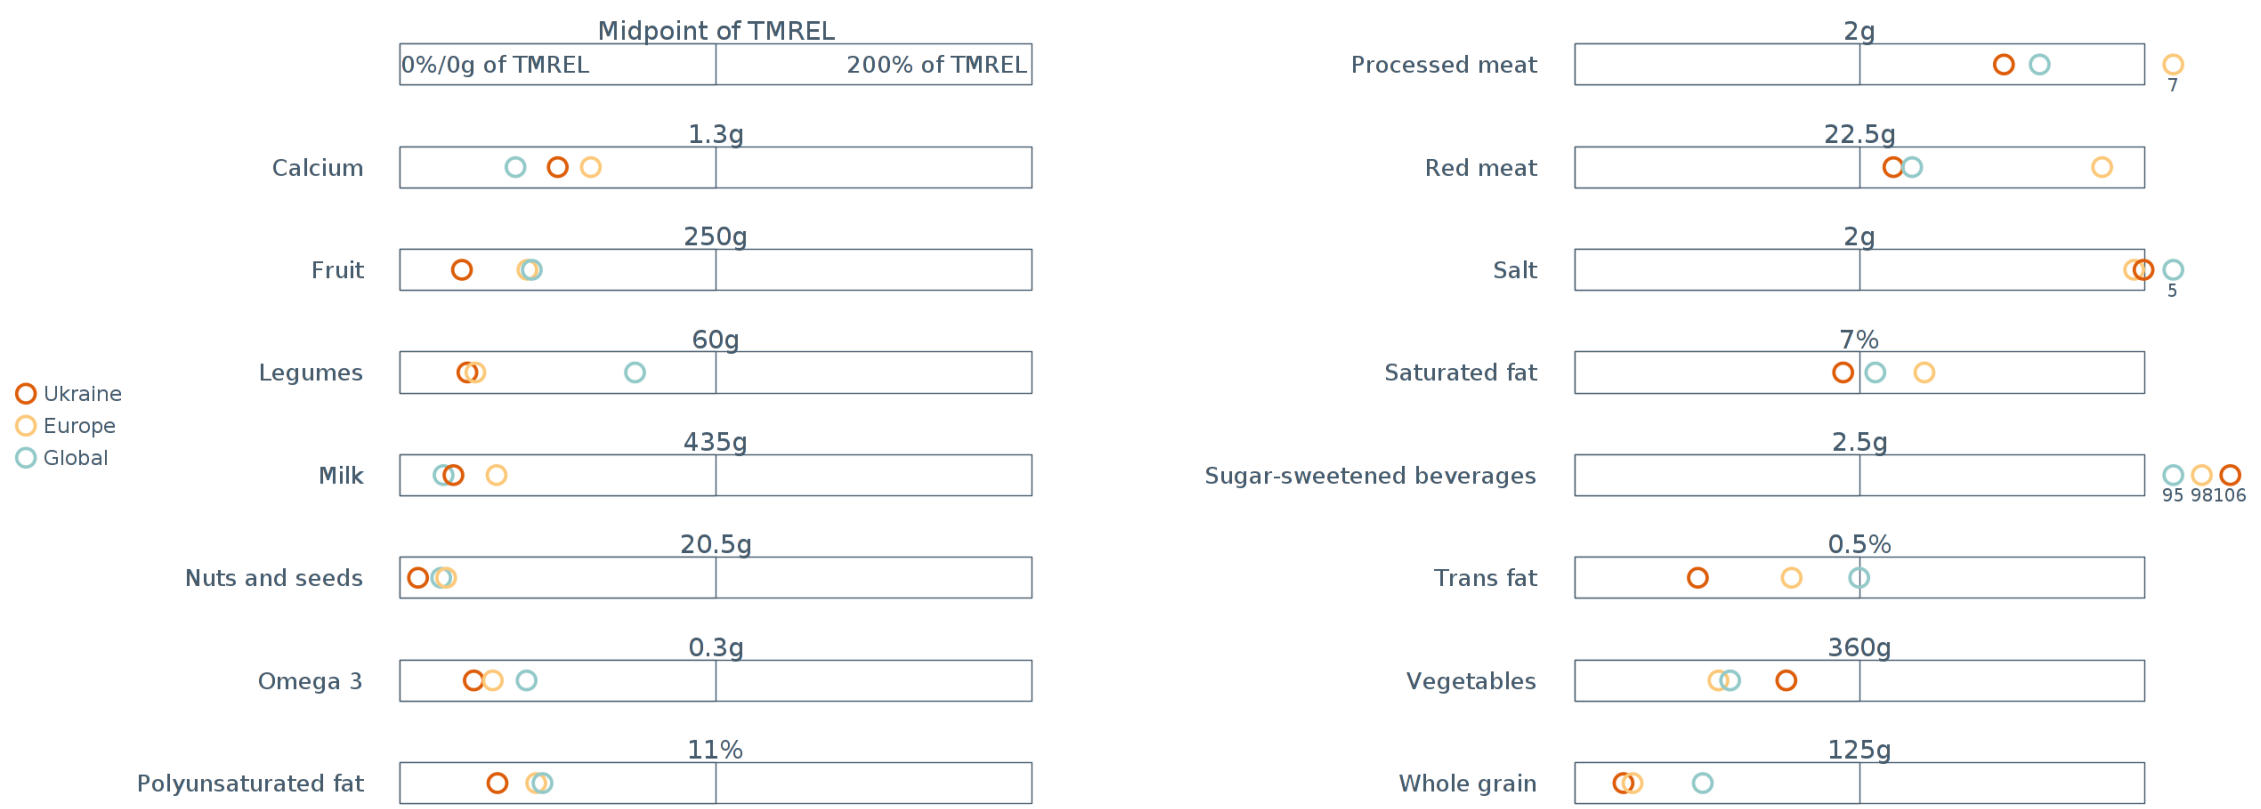 Midpoint of TMREL
0%/0g of TMREL
200% of TMREL
1.3g
Calcium
250g
Fruit
60g
Legumes
435g
Milk
20.5g
Nuts and seeds
0.3g
Omega 3
11%
Polyunsaturated fat
Ukraine
Europe
Global
2g
Processed meat
7
22.5g
Red meat
2g
Salt
5
7%
Saturated fat
2.5g
Sugar-sweetened beverages
95 98 106
0.5%
Trans fat
360g
Vegetables
125g
Whole grain